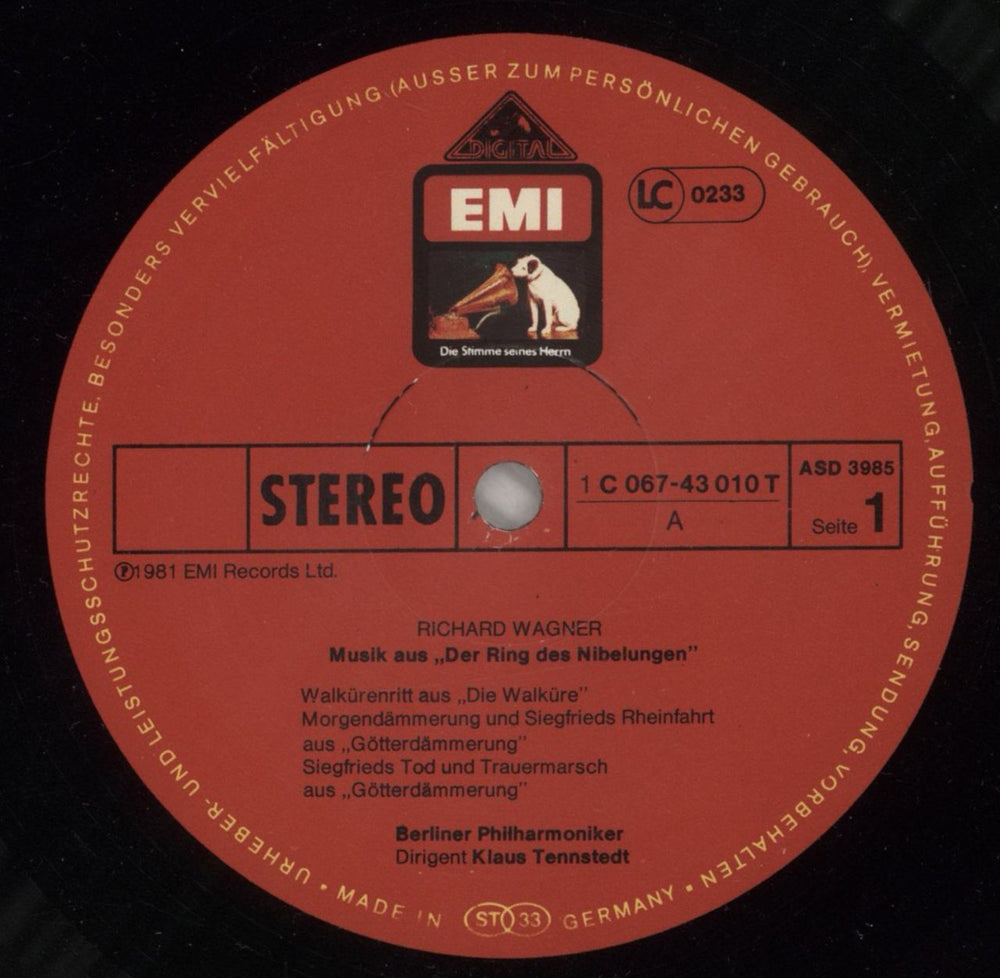 URHEBER- UND LEISTUNGSSCHUTZRECHTE, BESONDERS VERVIELFÄLTIGUNG (AUSSER ZUM PERSÖNLICHEN GEBRAUCH), VERMIETUNG, AUFFÜHRUNG, SENDUNG, VORBEHALTEN
DIGITAL
EMI
LC 0233
Die Stimme seines Herrn
STEREO
1 C 067-43 010 T
A
ASD 3985
Seite 1
℗1981 EMI Records Ltd.
RICHARD WAGNER
Musik aus „Der Ring des Nibelungen”
Walkürenritt aus „Die Walküre”
Morgendämmerung und Siegfrieds Rheinfahrt
aus „Götterdämmerung”
Siegfrieds Tod und Trauermarsch
aus „Götterdämmerung”
Berliner Philharmoniker
Dirigent Klaus Tennstedt
• MADE IN ST 33 GERMANY •